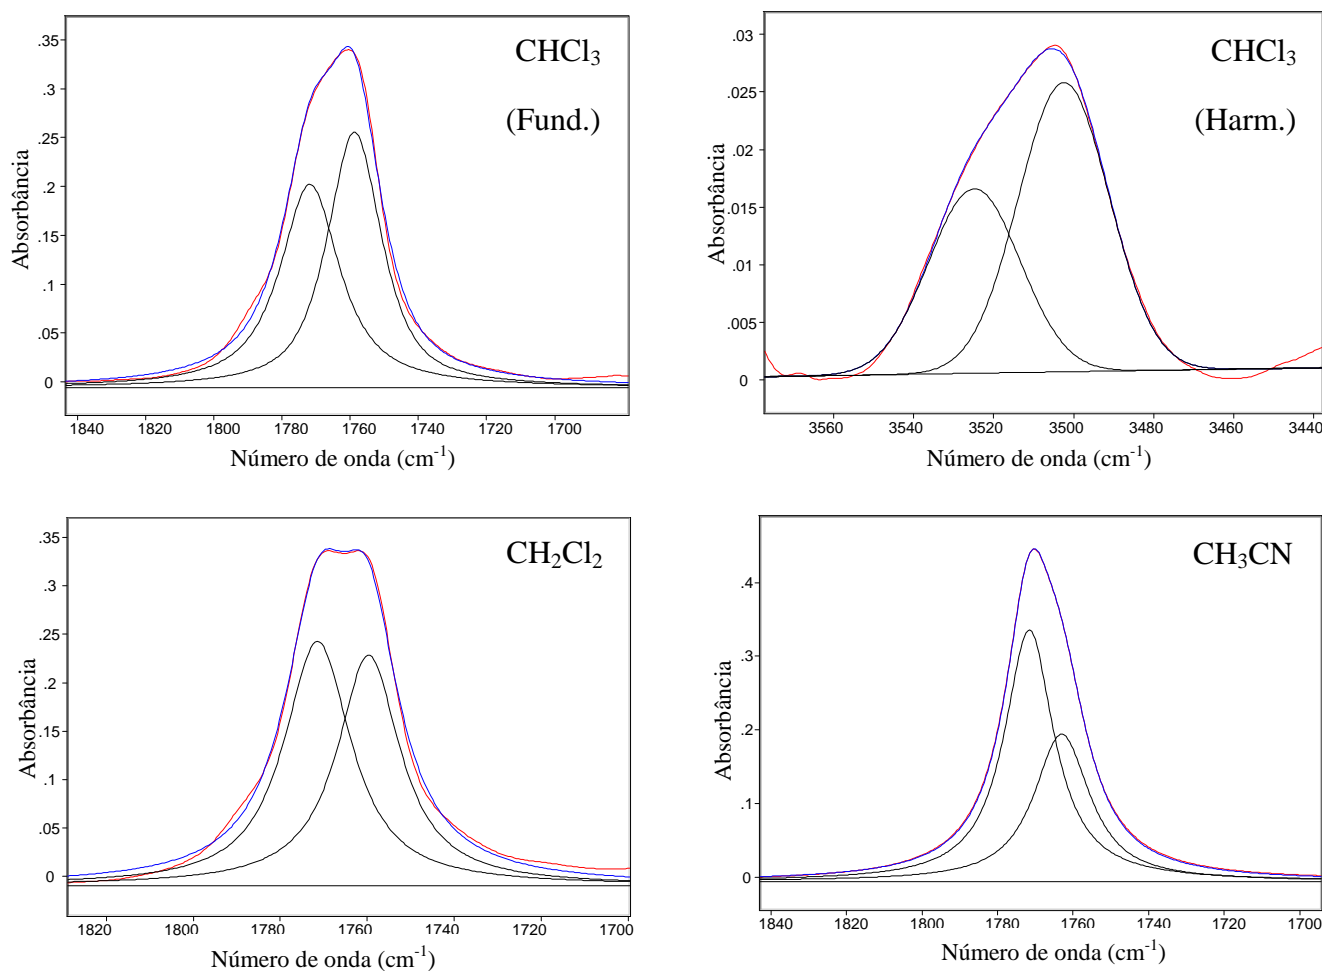 CHCl3
(Fund.)
.35
.3
.25
.2
.15
.1
.05
0
Absorbância
1840 1820 1800 1780 1760 1740 1720 1700
Número de onda (cm-1)
CHCl3
(Harm.)
.03
.025
.02
.015
.01
.005
0
Absorbância
3560 3540 3520 3500 3480 3460 3440
Número de onda (cm-1)
CH2Cl2
.35
.3
.25
.2
.15
.1
.05
0
Absorbância
1820 1800 1780 1760 1740 1720 1700
Número de onda (cm-1)
CH3CN
.4
.3
.2
.1
0
Absorbância
1840 1820 1800 1780 1760 1740 1720 1700
Número de onda (cm-1)